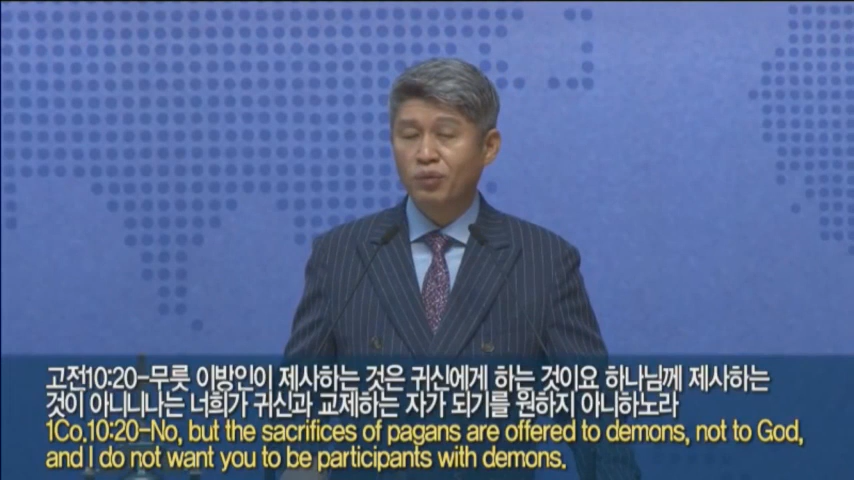 고전10:20-무릇 이방인이 제사하는 것은 귀신에게 하는 것이요 하나님께 제사하는
것이 아니니나는 너희가 귀신과 교제하는 자가 되기를 원하지 아니하노라
1Co.10:20-No, but the sacrifices of pagans are offered to demons, not to God,
and I do not want you to be participants with demons.